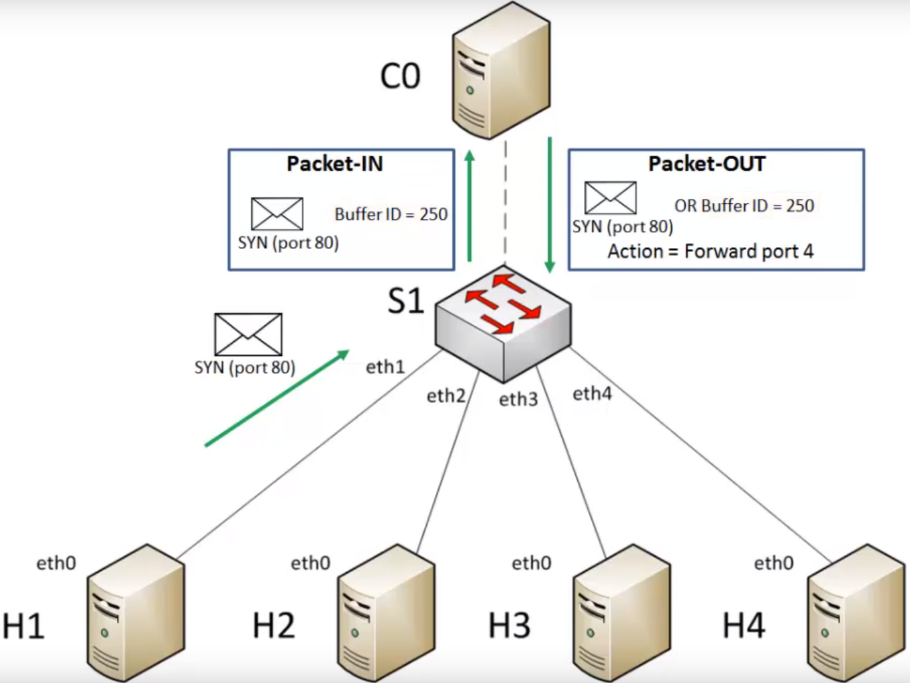 C0
Packet-IN
Buffer ID = 250
SYN (port 80)
Packet-OUT
OR Buffer ID = 250
SYN (port 80)
Action = Forward port 4
S1
SYN (port 80)
eth1
eth2
eth3
eth4
eth0
eth0
eth0
eth0
H1
H2
H3
H4